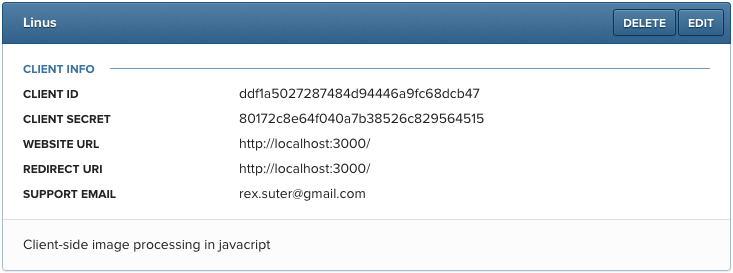 Linus DELETE EDIT
CLIENT INFO
CLIENT ID ddf1a5027287484d94446a9fc68dcb47
CLIENT SECRET 80172c8e64f040a7b38526c829564515
WEBSITE URL http://localhost:3000/
REDIRECT URI http://localhost:3000/
SUPPORT EMAIL rex.suter@gmail.com
Client-side image processing in javacript